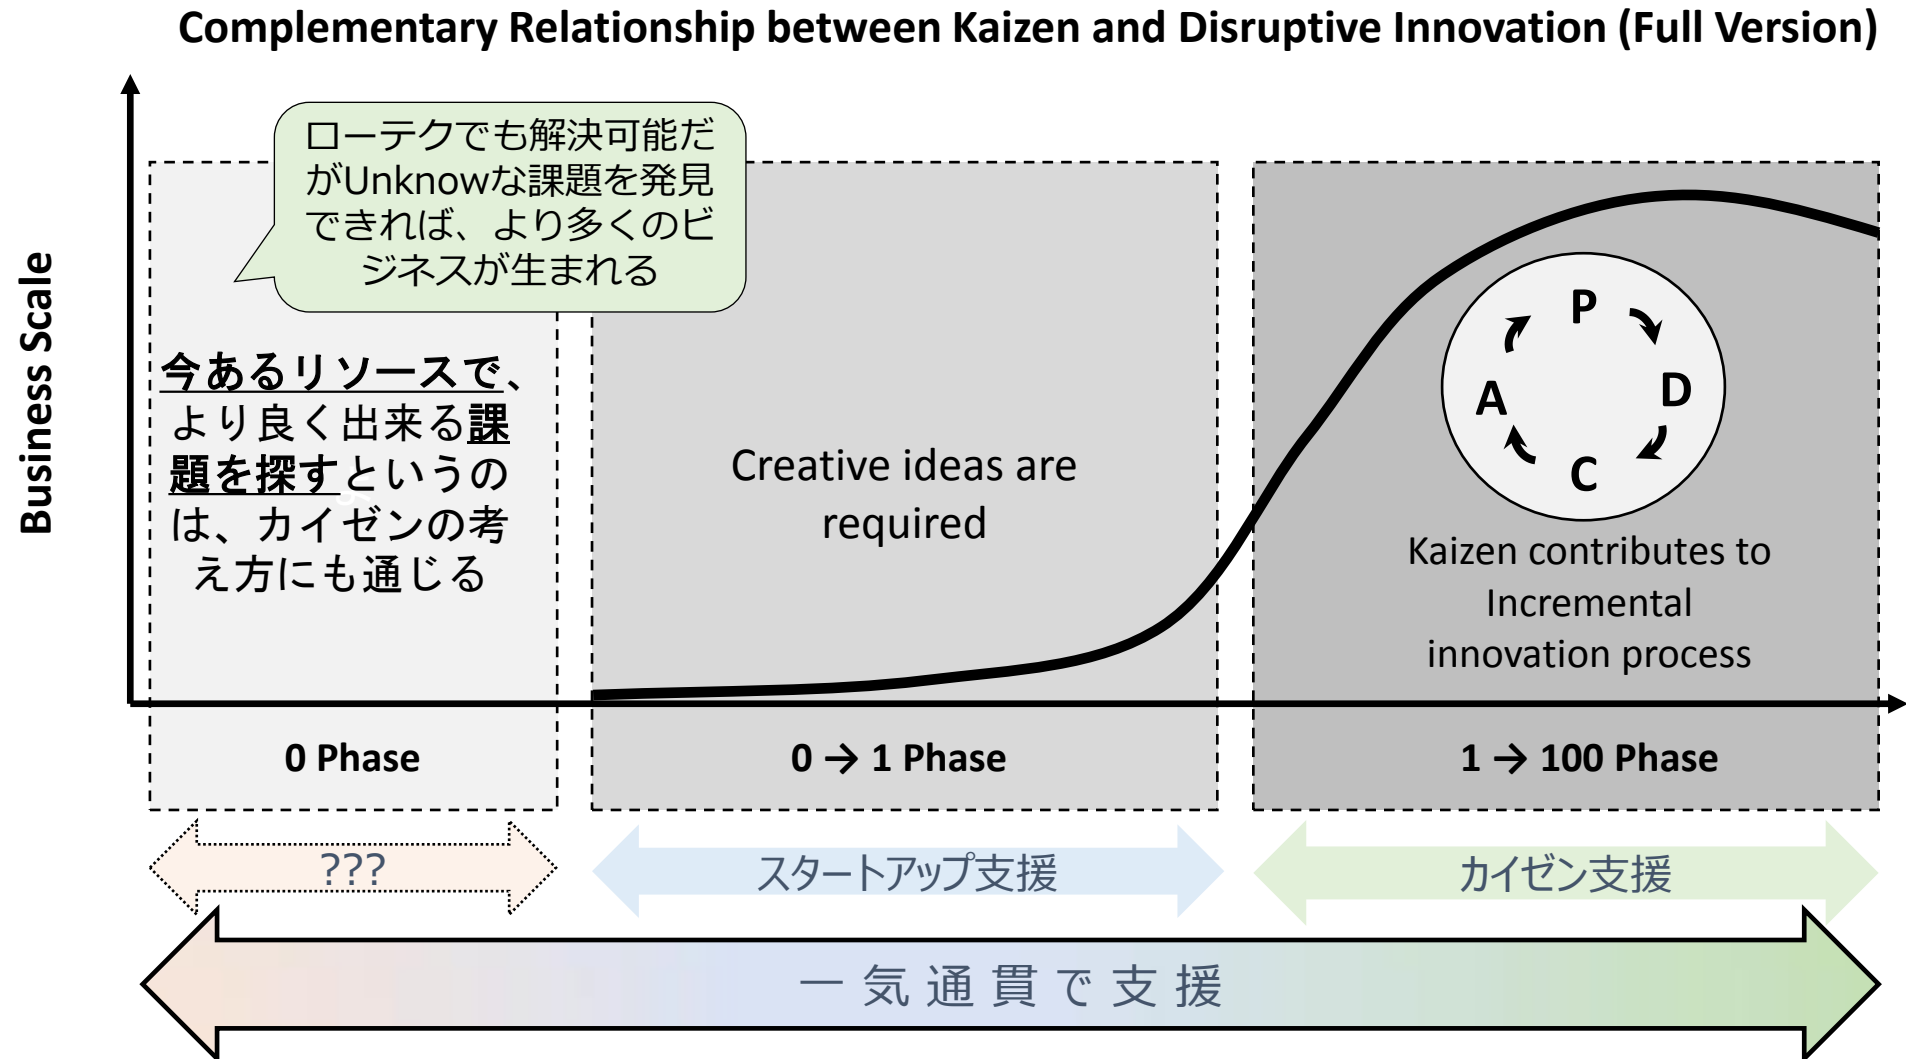 Complementary Relationship between Kaizen and Disruptive Innovation (Full Version)
Business Scale
ローテクでも解決可能だ
がUnknowな課題を発見
できれば、より多くのビ
ジネスが生まれる
今あるリソースで、
より良く出来る課
題を探すというの
は、カイゼンの考
え方にも通じる
Creative ideas are
required
P
D
C
A
Kaizen contributes to
Incremental
innovation process
0 Phase
0 → 1 Phase
1 → 100 Phase
???
スタートアップ支援
カイゼン支援
一気通貫で支援